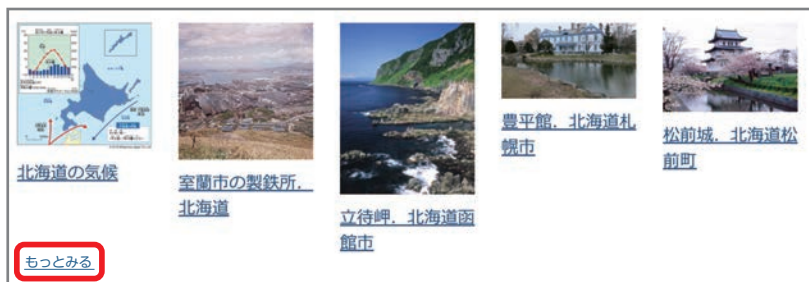 北海道の気候
室蘭市の製鉄所．
北海道
立待岬．北海道函
館市
豊平館．北海道札
幌市
松前城．北海道松
前町
もっとみる